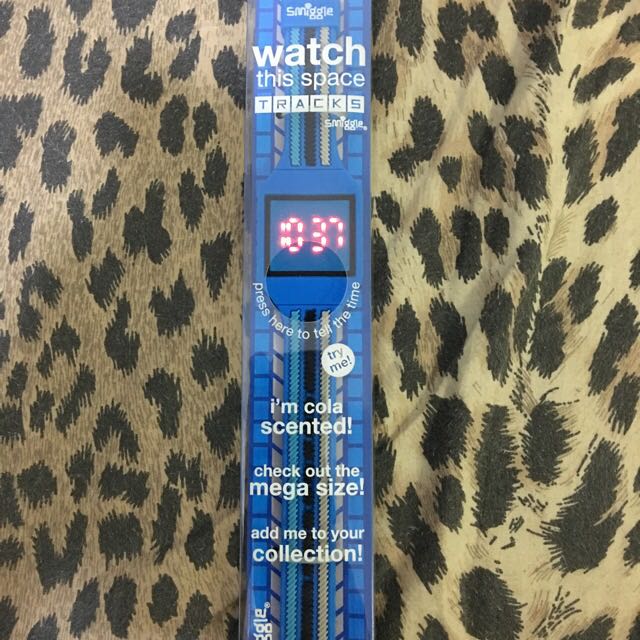 smiggle
watch
this space
TRACKS
smiggle®
10:37
press here to tell the time
try
me!
i'm cola
scented!
check out the
mega size!
add me to your
collection!
smiggle®